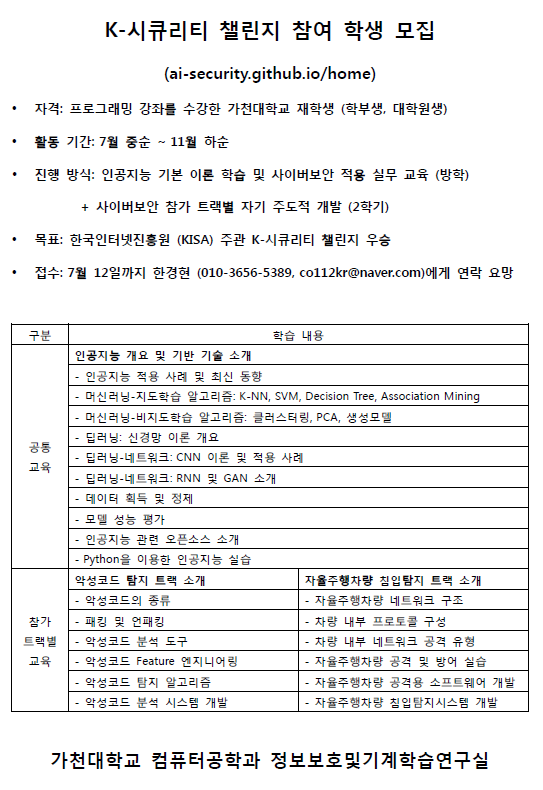 K-시큐리티 챌린지 참여 학생 모집
(ai-security.github.io/home)
• 자격: 프로그래밍 강좌를 수강한 가천대학교 재학생 (학부생, 대학원생)
• 활동 기간: 7월 중순 ~ 11월 하순
• 진행 방식: 인공지능 기본 이론 학습 및 사이버보안 적용 실무 교육 (방학)
+ 사이버보안 참가 트랙별 자기 주도적 개발 (2학기)
• 목표: 한국인터넷진흥원 (KISA) 주관 K-시큐리티 챌린지 우승
• 접수: 7월 12일까지 한경현 (010-3656-5389, co112kr@naver.com)에게 연락 요망
구분 학습 내용
공통
교육
인공지능 개요 및 기반 기술 소개
- 인공지능 적용 사례 및 최신 동향
- 머신러닝-지도학습 알고리즘: K-NN, SVM, Decision Tree, Association Mining
- 머신러닝-비지도학습 알고리즘: 클러스터링, PCA, 생성모델
- 딥러닝: 신경망 이론 개요
- 딥러닝-네트워크: CNN 이론 및 적용 사례
- 딥러닝-네트워크: RNN 및 GAN 소개
- 데이터 획득 및 정제
- 모델 성능 평가
- 인공지능 관련 오픈소스 소개
- Python을 이용한 인공지능 실습
참가
트랙별
교육
악성코드 탐지 트랙 소개
- 악성코드의 종류
- 패킹 및 언패킹
- 악성코드 분석 도구
- 악성코드 Feature 엔지니어링
- 악성코드 탐지 알고리즘
- 악성코드 분석 시스템 개발
자율주행차량 침입탐지 트랙 소개
- 자율주행차량 네트워크 구조
- 차량 내부 프로토콜 구성
- 차량 내부 네트워크 공격 유형
- 자율주행차량 공격 및 방어 실습
- 자율주행차량 공격용 소프트웨어 개발
- 자율주행차량 침입탐지시스템 개발
가천대학교 컴퓨터공학과 정보보호및기계학습연구실